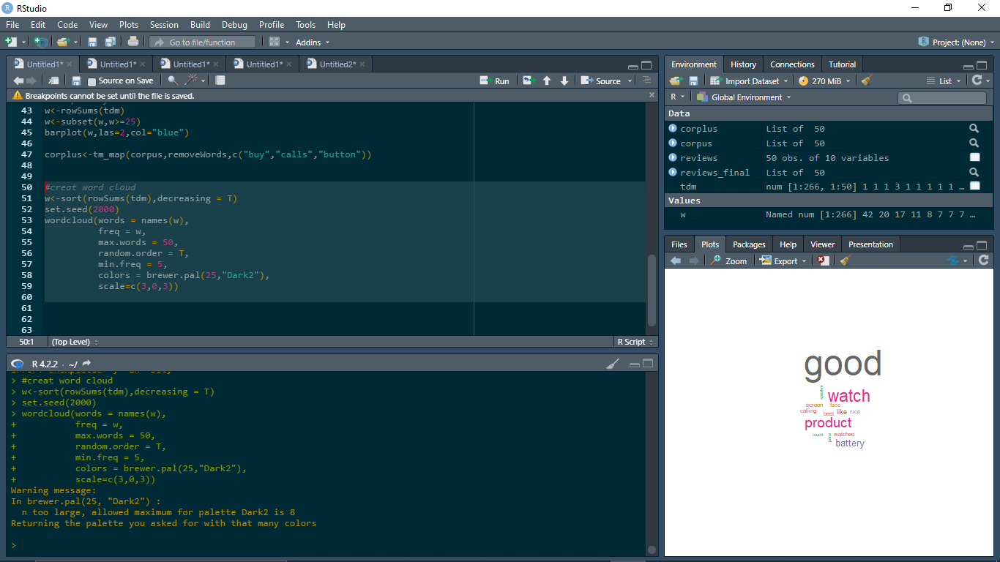 RStudio
File Edit Code View Plots Session Build Debug Profile Tools Help
Go to file/function Addins Project: (None)
Untitled1* Untitled1* Untitled1* Untitled1* Untitled2*
Source on Save Run Source
Breakpoints cannot be set until the file is saved.
43 w<-rowSums(tdm)
44 w<-subset(w,w>=25)
45 barplot(w,las=2,col="blue")
46
47 corplus<-tm_map(corpus,removeWords,c("buy","calls","button"))
48
49
50 #creat word cloud
51 w<-sort(rowSums(tdm),decreasing = T)
52 set.seed(2000)
53 wordcloud(words = names(w),
54 freq = w,
55 max.words = 50,
56 random.order = T,
57 min.freq = 5,
58 colors = brewer.pal(25,"Dark2"),
59 scale=c(3,0,3))
60
61
62
63
50:1 (Top Level) R Script
R 4.2.2 · ~/
> #creat word cloud
> w<-sort(rowSums(tdm),decreasing = T)
> set.seed(2000)
> wordcloud(words = names(w),
+ freq = w,
+ max.words = 50,
+ random.order = T,
+ min.freq = 5,
+ colors = brewer.pal(25,"Dark2"),
+ scale=c(3,0,3))
Warning message:
In brewer.pal(25, "Dark2") :
n too large, allowed maximum for palette Dark2 is 8
Returning the palette you asked for with that many colors
>
Environment History Connections Tutorial
Import Dataset 270 MiB List
R Global Environment
Data
corplus List of 50
corpus List of 50
reviews 50 obs. of 10 variables
reviews_final List of 50
tdm num [1:266, 1:50] 1 1 1 3 1 1 1 1 1 …
Values
w Named num [1:266] 42 20 17 11 8 7 7 7 …
Files Plots Packages Help Viewer Presentation
Zoom Export
good
speaker
watch
screen face
calling best like nice
product
touch price watches
battery